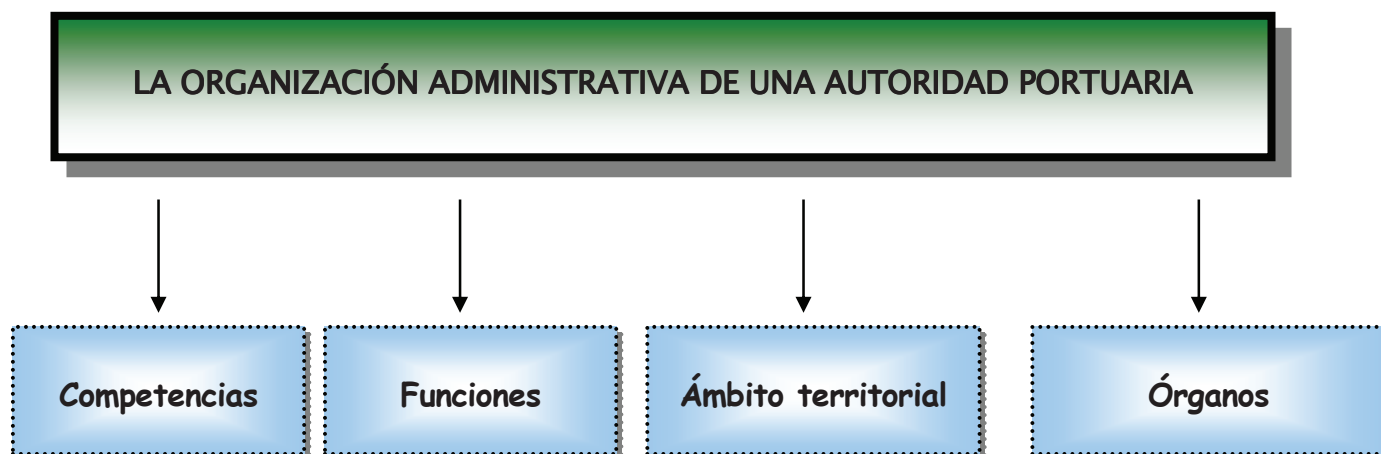 LA ORGANIZACIÓN ADMINISTRATIVA DE UNA AUTORIDAD PORTUARIA
Competencias
Funciones
Ámbito territorial
Órganos